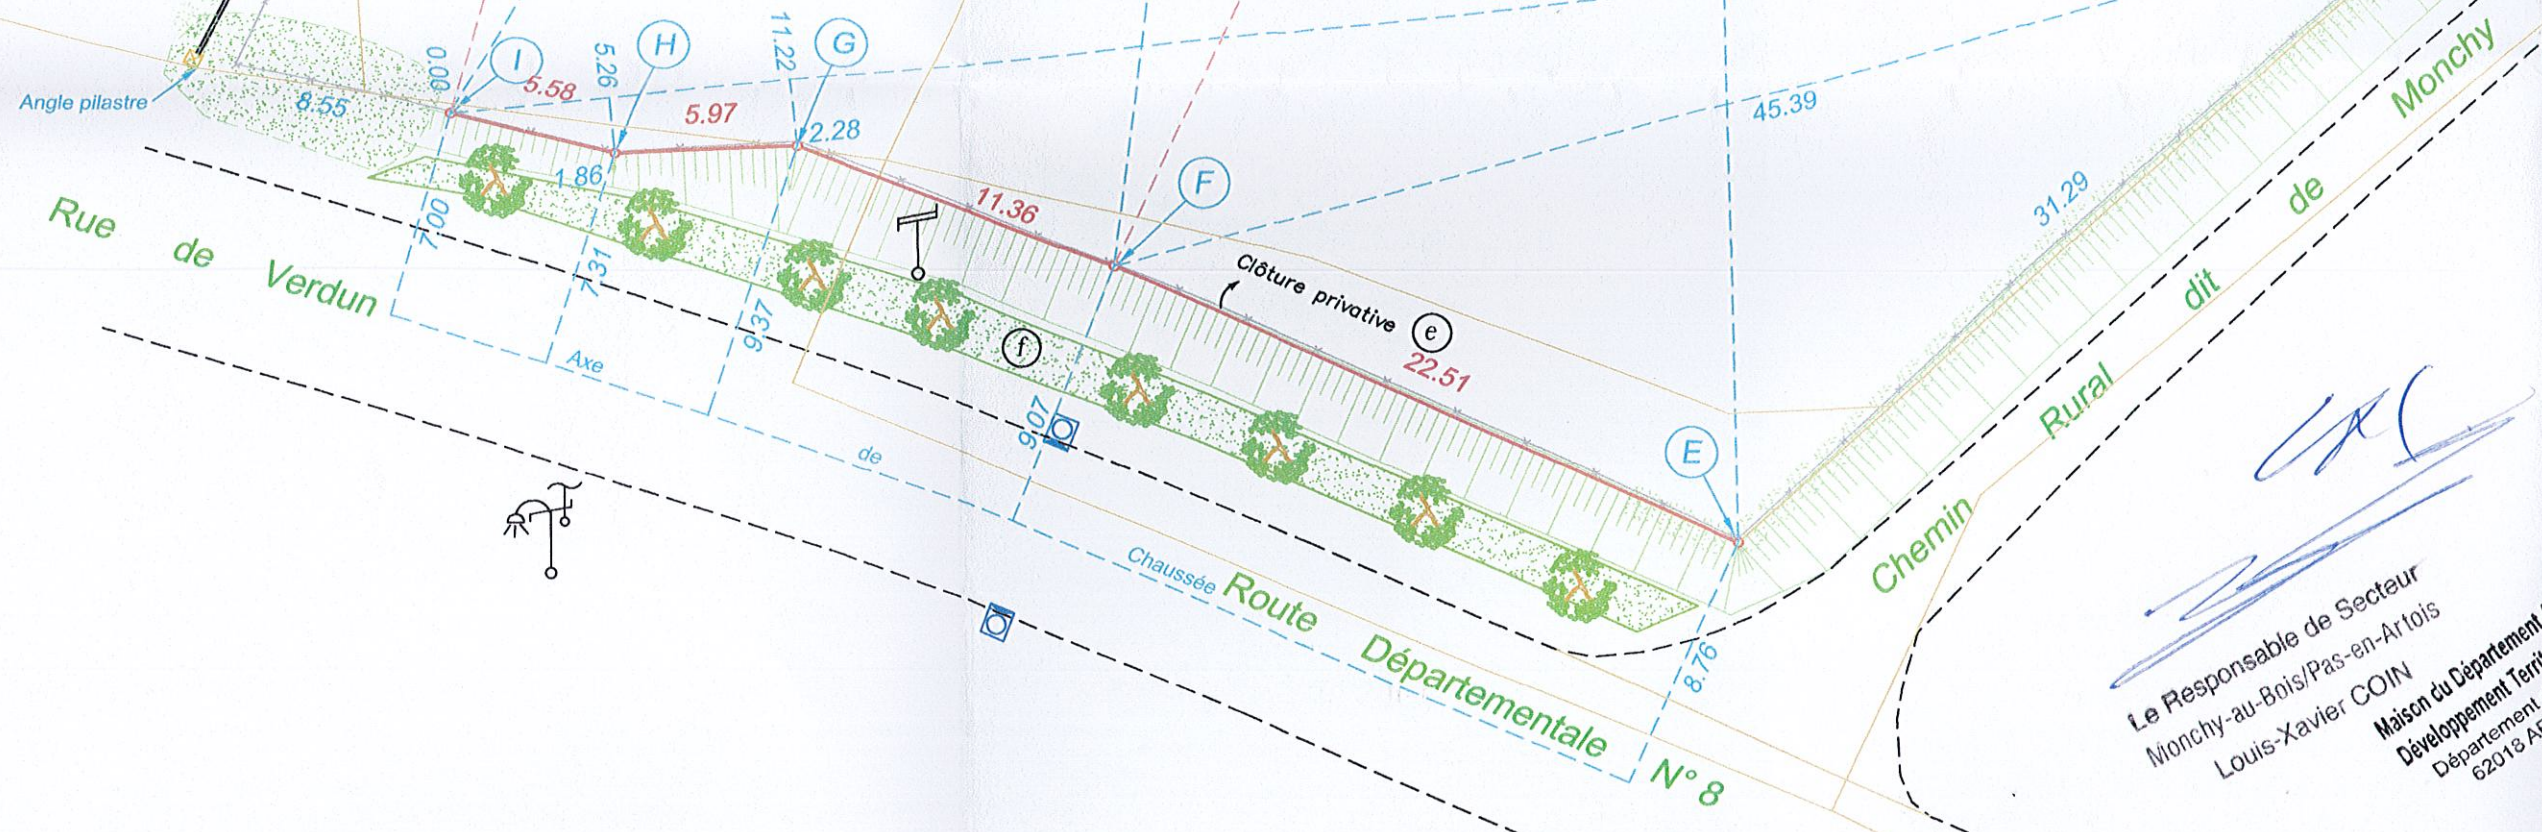 Angle pilastre
8.55
0.00
I
5.58
5.26
H
5.97
11.22
G
2.28
1.86
7.00
7.31
9.37
11.36
F
Clôture privative
e
22.51
f
9.07
E
8.76
45.39
31.29
Rue de Verdun
Axe de Chaussée
Route Départementale N° 8
Chemin Rural dit de Monchy
Le Responsable de Secteur
Monchy-au-Bois/Pas-en-Artois
Louis-Xavier COIN
Maison du Département
Développement
Département
62018